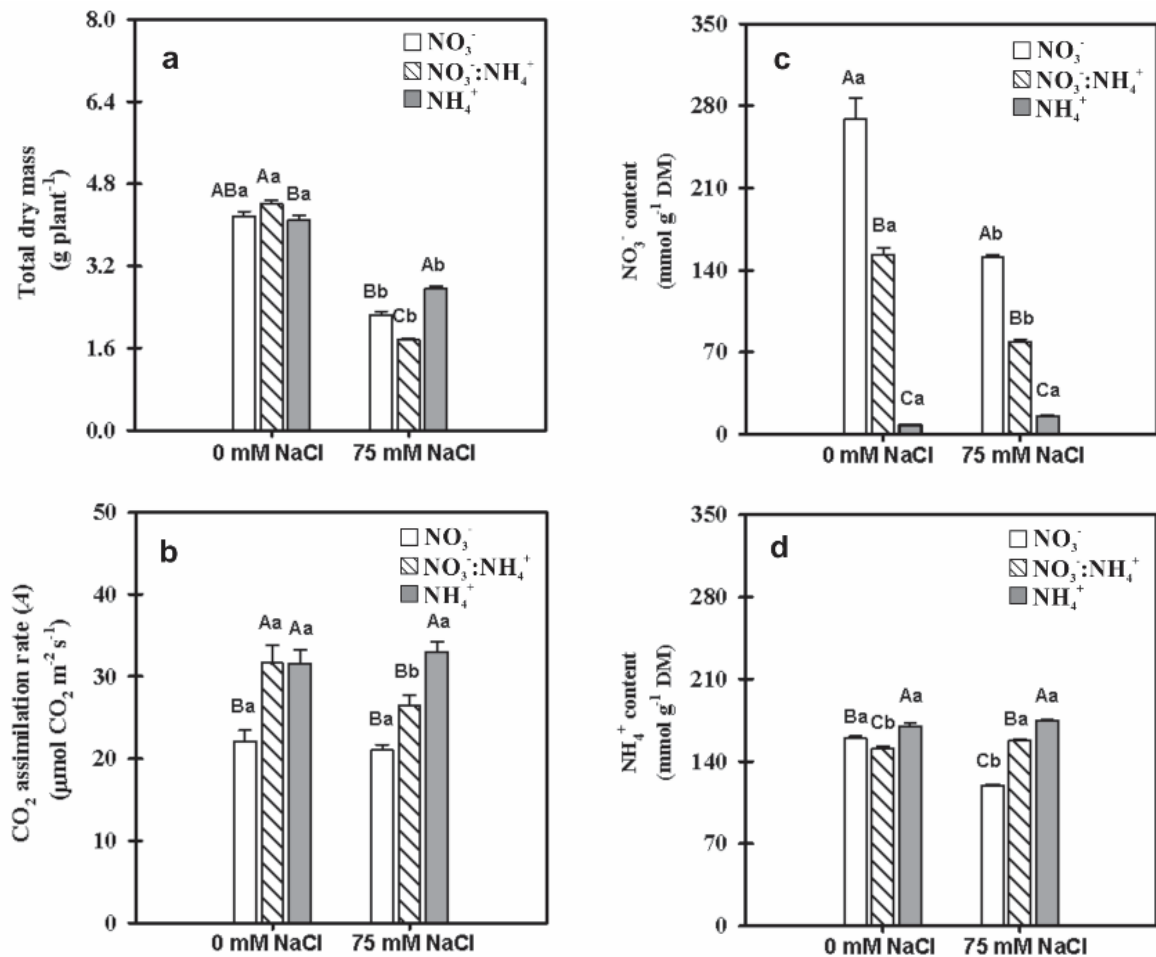 a
NO₃⁻
NO₃⁻:NH₄⁺
NH₄⁺
Total dry mass
(g plant⁻¹)
8.0
6.4
4.8
3.2
1.6
0.0
ABa
Aa
Ba
Bb
Cb
Ab
0 mM NaCl
75 mM NaCl
c
NO₃⁻
NO₃⁻:NH₄⁺
NH₄⁺
NO₃⁻ content
(mmol g⁻¹ DM)
350
280
210
140
70
0
Aa
Ba
Ca
Ab
Bb
Ca
0 mM NaCl
75 mM NaCl
b
NO₃⁻
NO₃⁻:NH₄⁺
NH₄⁺
CO₂ assimilation rate (A)
(μmol CO₂ m⁻² s⁻¹)
50
40
30
20
10
0
Ba
Aa
Aa
Ba
Bb
Aa
0 mM NaCl
75 mM NaCl
d
NO₃⁻
NO₃⁻:NH₄⁺
NH₄⁺
NH₄⁺ content
(mmol g⁻¹ DM)
350
280
210
140
70
0
Ba
Cb
Aa
Cb
Ba
Aa
0 mM NaCl
75 mM NaCl